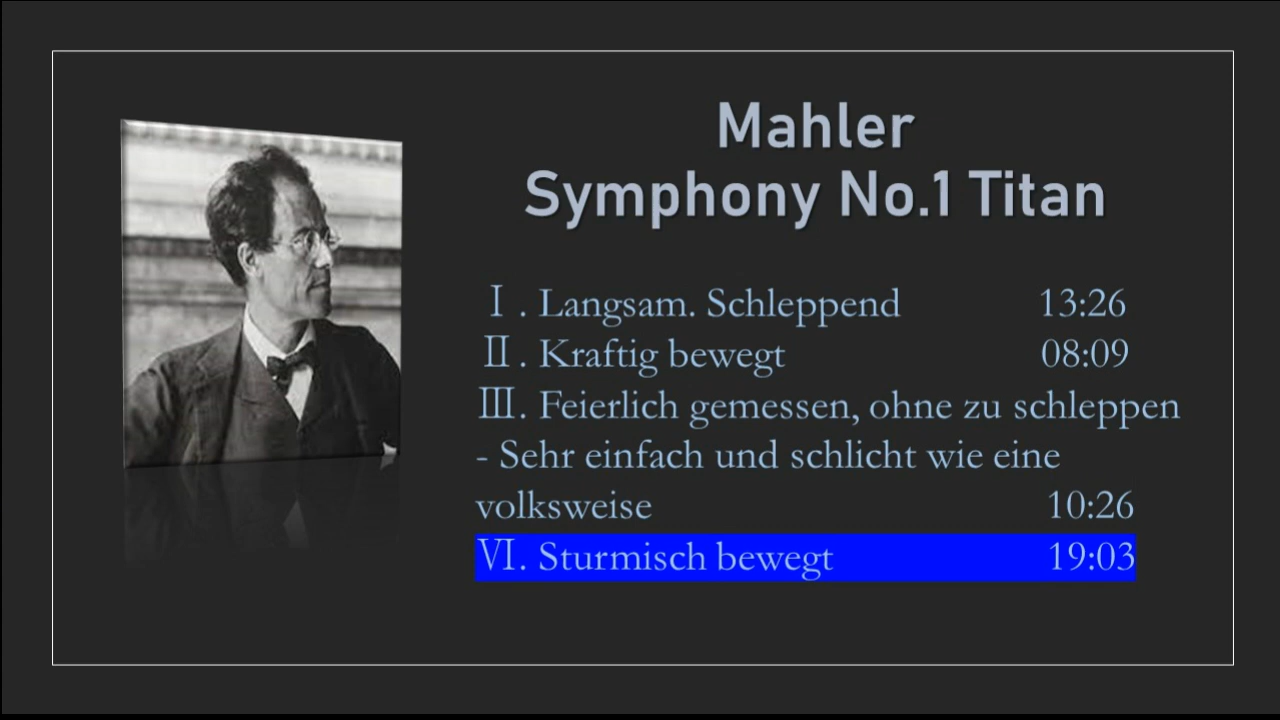 Mahler
Symphony No.1 Titan
Ⅰ. Langsam. Schleppend 13:26
Ⅱ. Kraftig bewegt 08:09
Ⅲ. Feierlich gemessen, ohne zu schleppen
- Sehr einfach und schlicht wie eine
volksweise 10:26
Ⅵ. Sturmisch bewegt 19:03